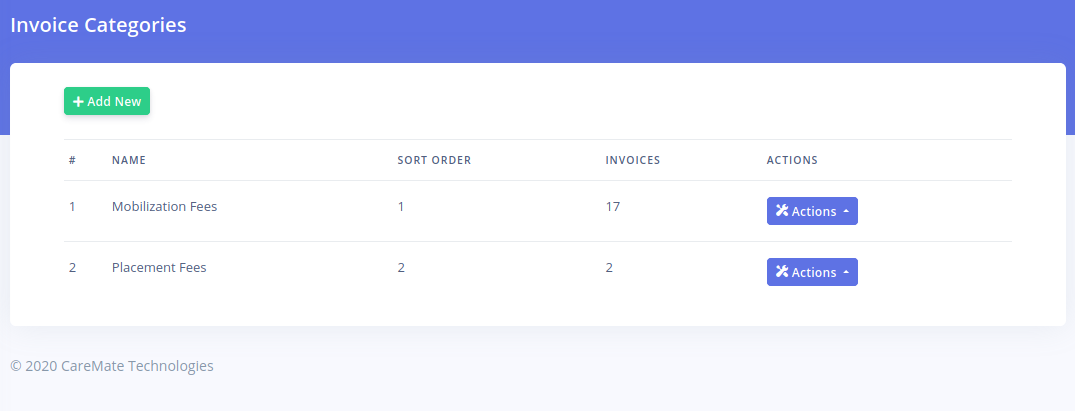 Invoice Categories
Add New
# NAME SORT ORDER INVOICES ACTIONS
1 Mobilization Fees 1 17 Actions
2 Placement Fees 2 2 Actions
© 2020 CareMate Technologies